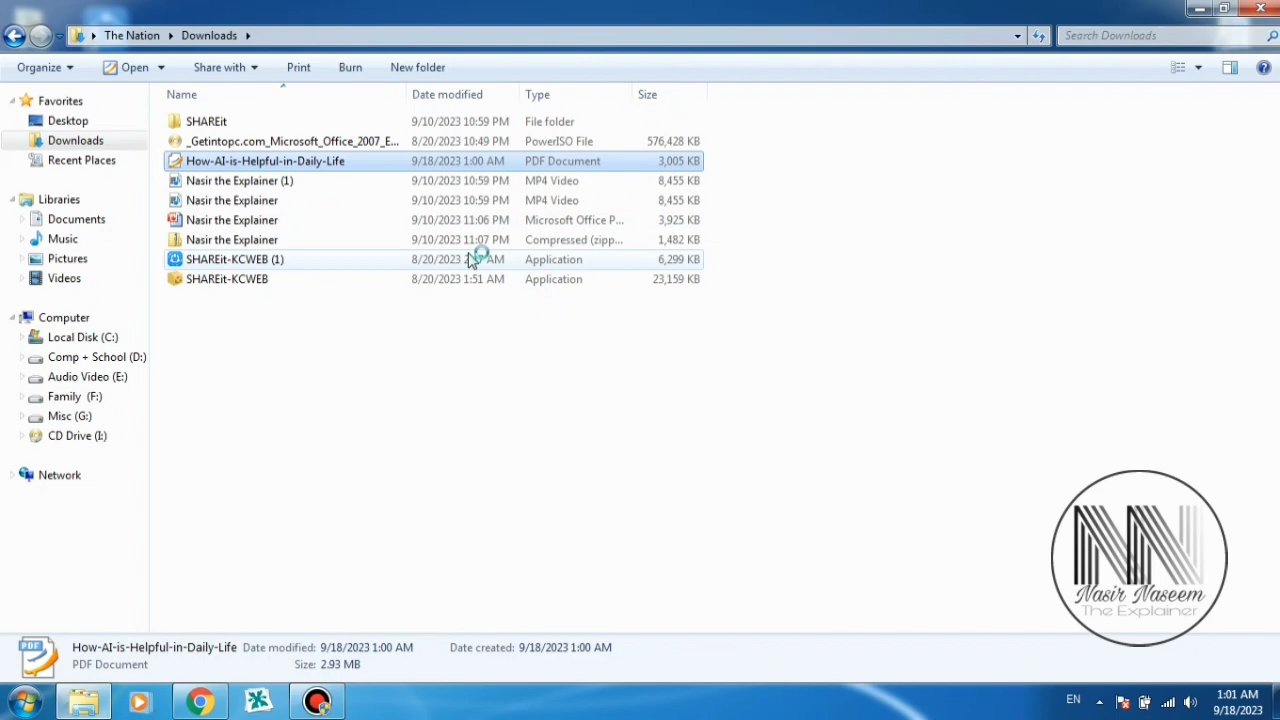 The Nation Downloads
Search Downloads
Organize Open Share with Print Burn New folder
Name Date modified Type Size
Favorites
Desktop
Downloads
Recent Places
Libraries
Documents
Music
Pictures
Videos
Computer
Local Disk (C:)
Comp + School (D:)
Audio Video (E:)
Family (F:)
Misc (G:)
CD Drive (I:)
Network
SHAREit 9/10/2023 10:59 PM File folder
_Getintopc.com_Microsoft_Office_2007_E... 8/20/2023 10:49 PM PowerISO File 576,428 KB
How-AI-is-Helpful-in-Daily-Life 9/18/2023 1:00 AM PDF Document 3,005 KB
Nasir the Explainer (1) 9/10/2023 10:59 PM MP4 Video 8,455 KB
Nasir the Explainer 9/10/2023 10:59 PM MP4 Video 8,455 KB
Nasir the Explainer 9/10/2023 11:06 PM Microsoft Office P... 3,925 KB
Nasir the Explainer 9/10/2023 11:07 PM Compressed (zipp... 1,482 KB
SHAREit-KCWEB (1) 8/20/2023 AM Application 6,299 KB
SHAREit-KCWEB 8/20/2023 1:51 AM Application 23,159 KB
NN
Nasir Naseem
The Explainer
PDF
How-AI-is-Helpful-in-Daily-Life Date modified: 9/18/2023 1:00 AM Date created: 9/18/2023 1:00 AM
PDF Document Size: 2.93 MB
EN
1:01 AM
9/18/2023